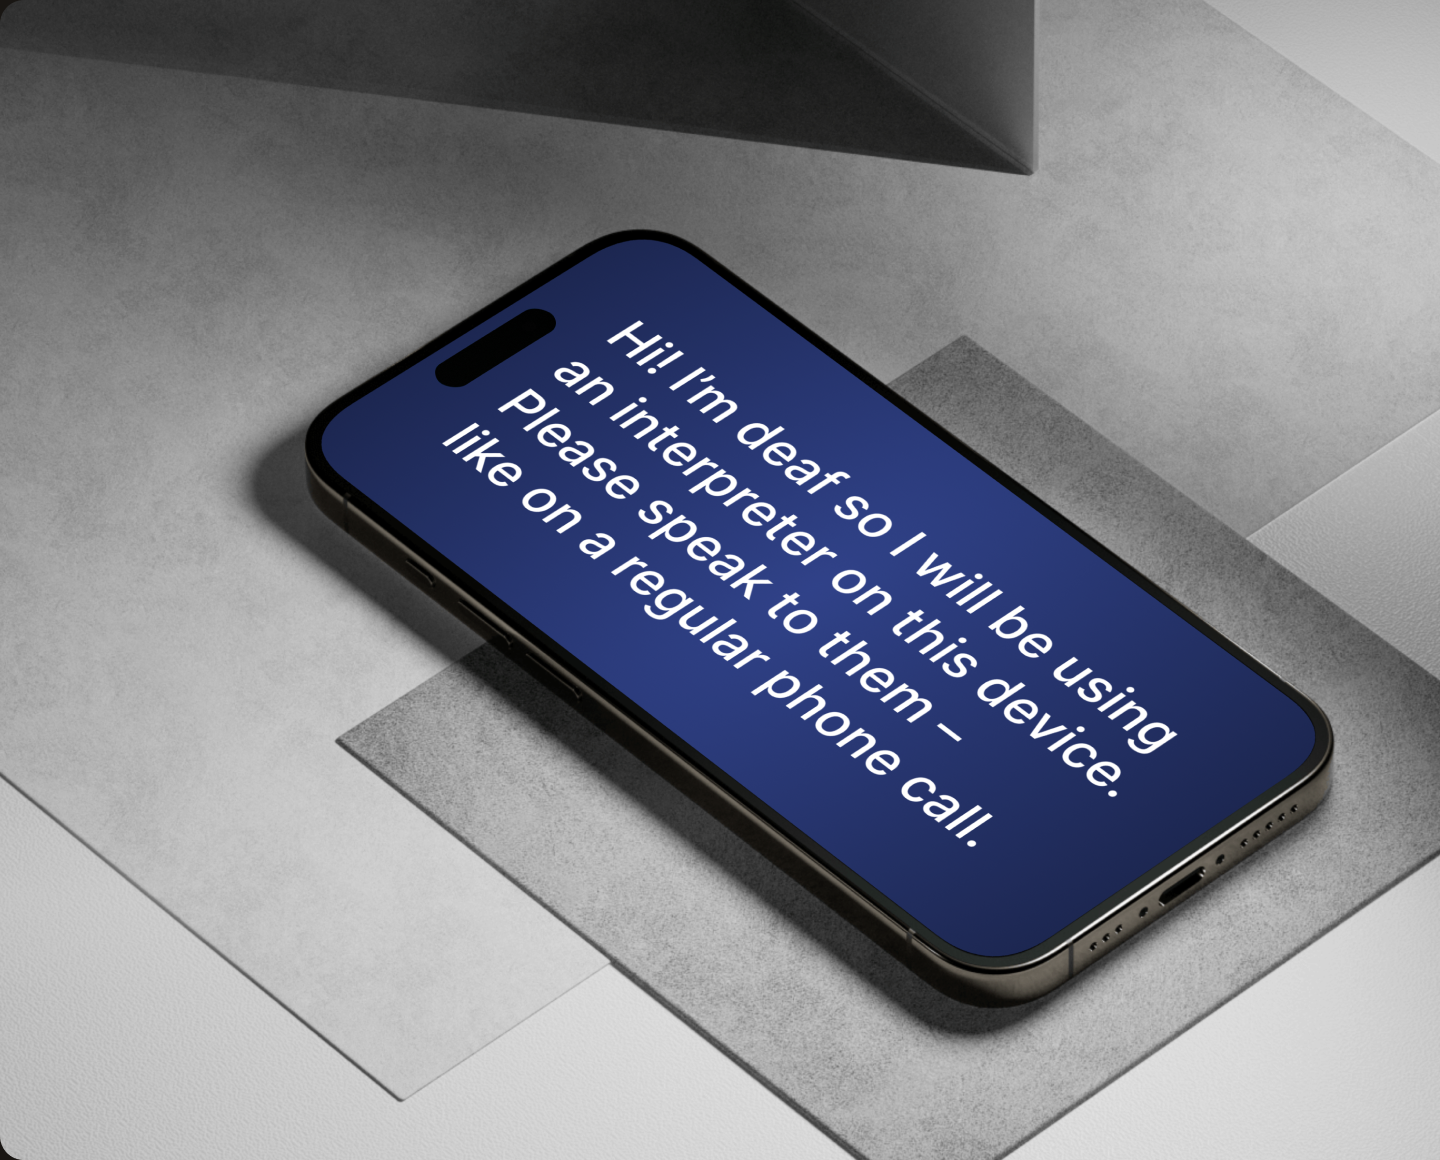 Hi! I'm deaf so I will be using
an interpreter on this device.
Please speak to them –
like on a regular phone call.